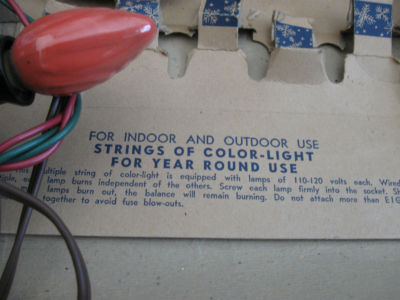 FOR INDOOR AND OUTDOOR USE
STRINGS OF COLOR-LIGHT
FOR YEAR ROUND USE
multiple string of color-light is equipped with lamps of 110-120 volts each. Wired
lamp burns independent of the others. Screw each lamp firmly into the socket.
lamps burn out, the balance will remain burning. Do not attach more than
together to avoid fuse blow-outs.